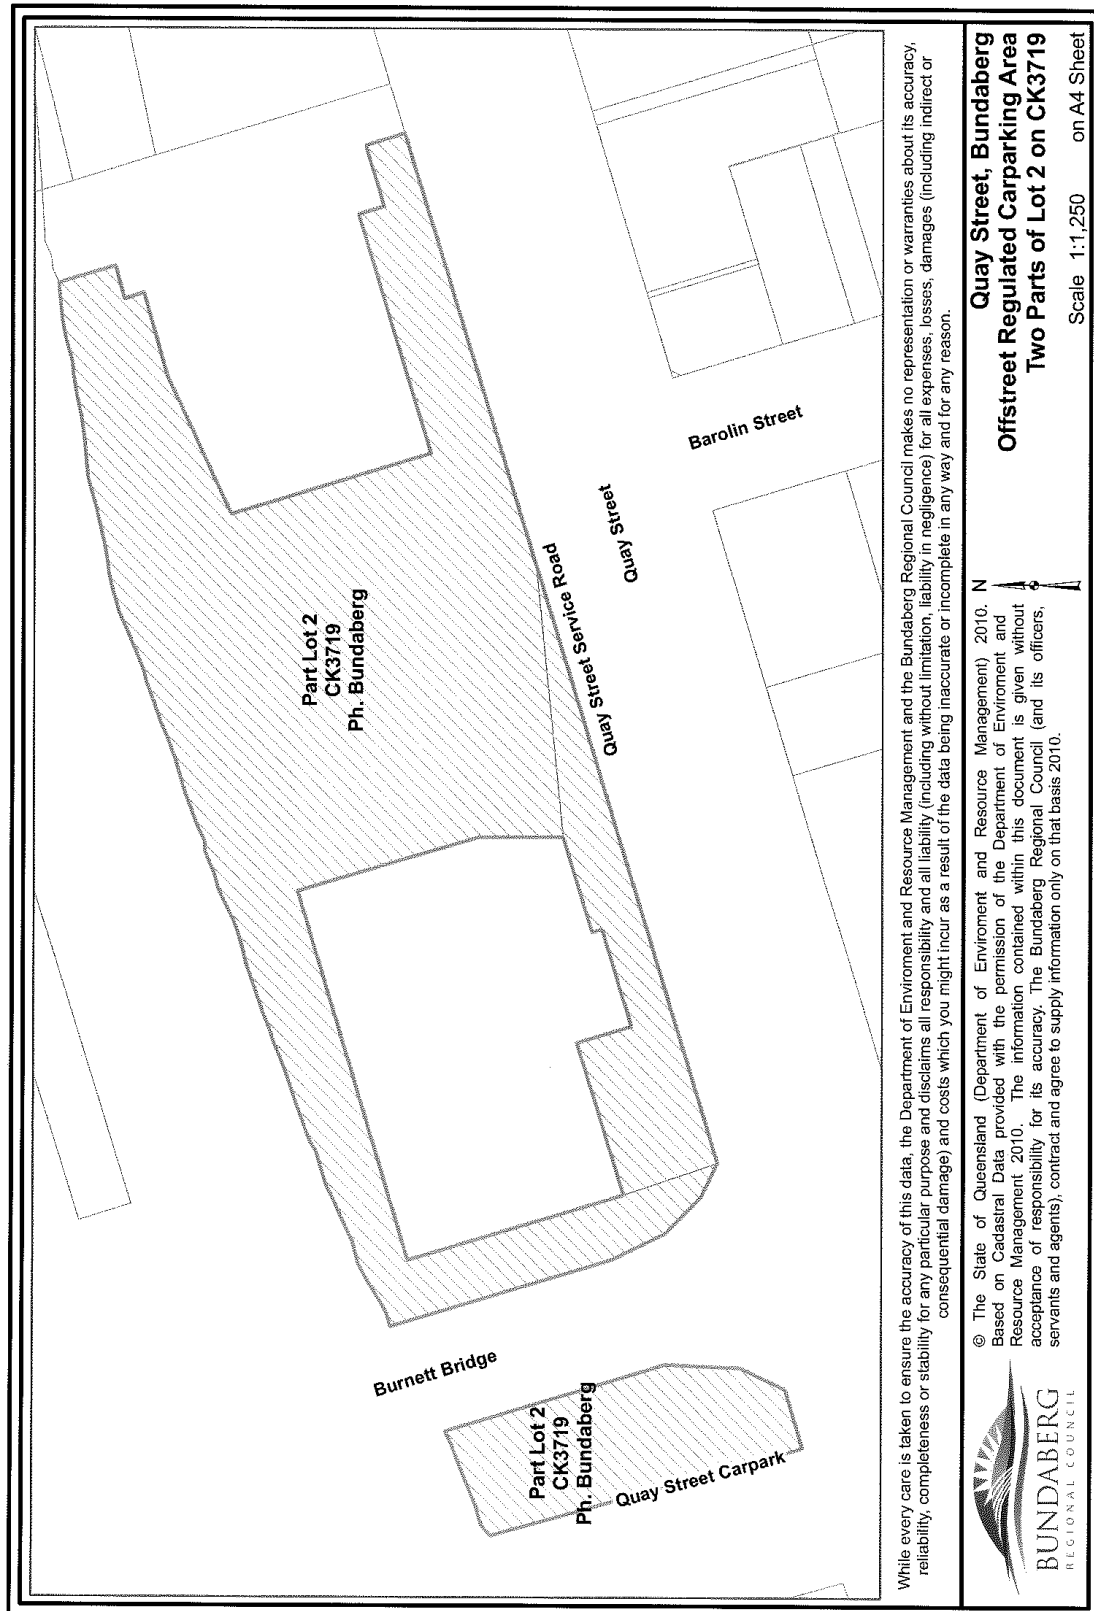 Part Lot 2
CK3719
Ph. Bundaberg
Quay Street Service Road
Quay Street
Barolin Street
Burnett Bridge
Part Lot 2
CK3719
Ph. Bundaberg
Quay Street Carpark
While every care is taken to ensure the accuracy of this data, the Department of Enviroment and Resource Management and the Bundaberg Regional Council makes no representation or warranties about its accuracy,
reliability, completeness or stability for any particular purpose and disclaims all responsibility and all liability (including without limitation, liability in negligence) for all expenses, losses, damages (including indirect or
consequential damage) and costs which you might incur as a result of the data being inaccurate or incomplete in any way and for any reason.
BUNDABERG
REGIONAL COUNCIL
© The State of Queensland (Department of Enviroment and Resource Management) 2010.
Based on Cadastral Data provided with the permission of the Department of Enviroment and
Resource Management 2010. The information contained within this document is given without
acceptance of responsibility for its accuracy. The Bundaberg Regional Council (and its officers,
servants and agents), contract and agree to supply information only on that basis 2010.
N
Quay Street, Bundaberg
Offstreet Regulated Carparking Area
Two Parts of Lot 2 on CK3719
Scale 1:1,250 on A4 Sheet